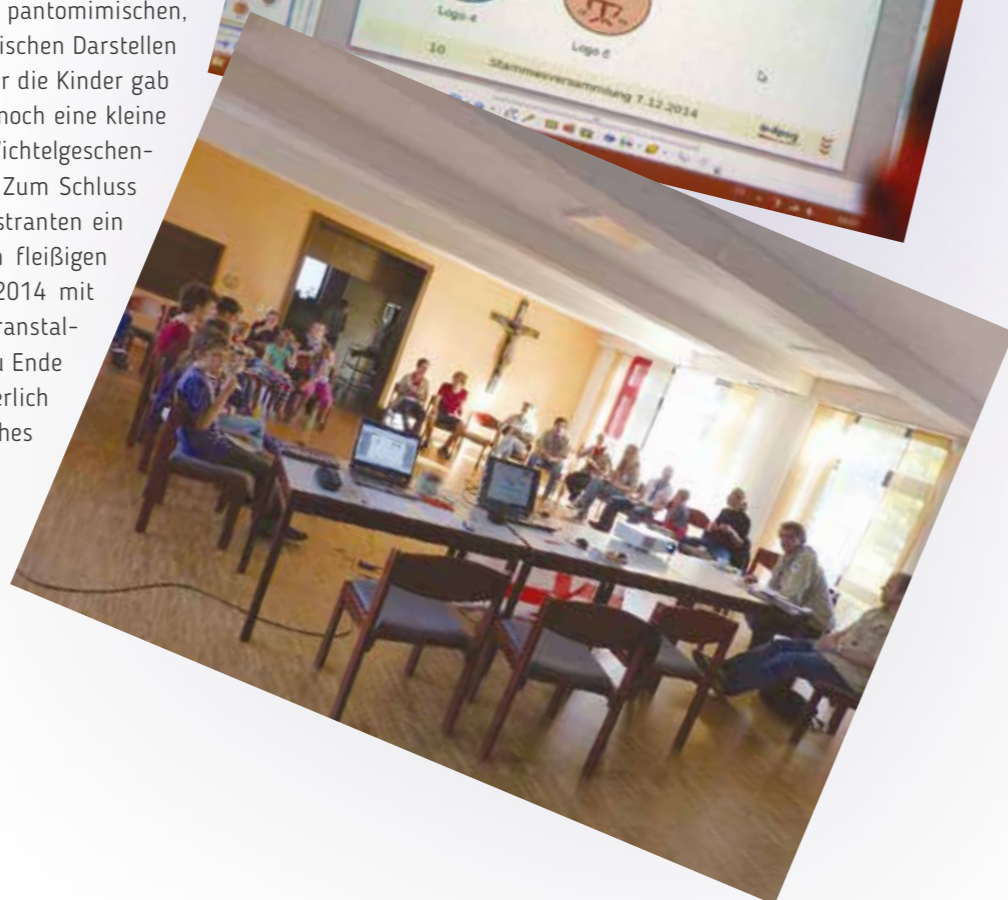 pantomimischen,
ischen Darstellen
r die Kinder gab
noch eine kleine
ichtelgeschen-
Zum Schluss
stranten ein
fleißigen
2014 mit
ranstal-
u Ende
erlich
hes
Logo 4
Logo 6
10 Stammesversammlung 7.12.2014
dpsg